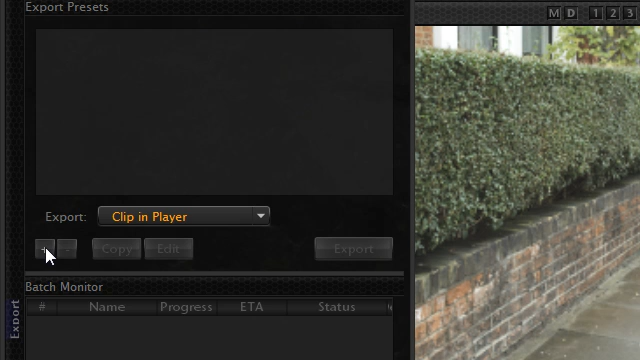 Export Presets
M D 1 2 3
Export: Clip in Player
+ - Copy Edit Export
Batch Monitor
# Name Progress ETA Status
Export